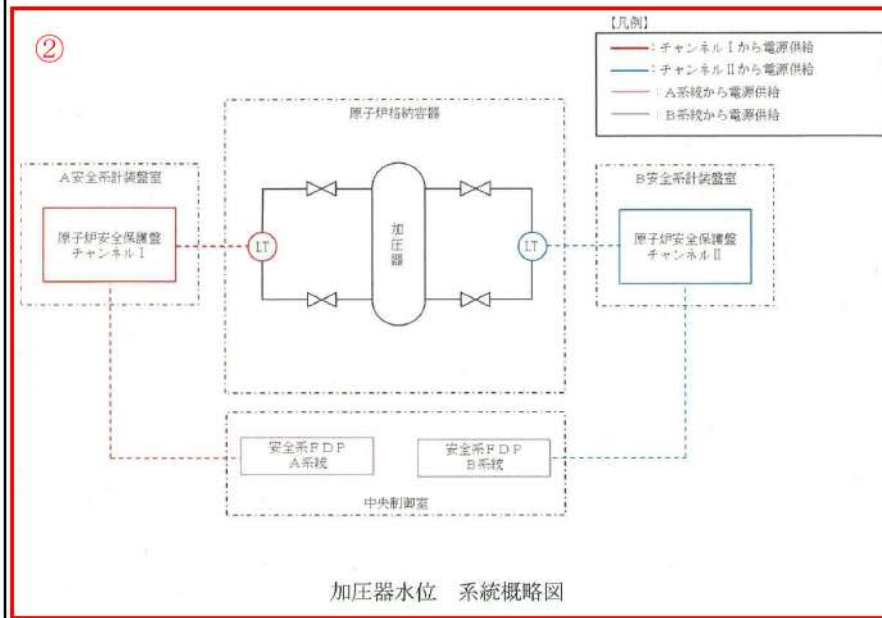 ②
【凡例】
：チャンネルⅠから電源供給
：チャンネルⅡから電源供給
：A系統から電源供給
：B系統から電源供給
原子炉格納容器
A安全系計装盤室
B安全系計装盤室
原子炉安全保護盤
チャンネルⅠ
LT
加圧器
LT
原子炉安全保護盤
チャンネルⅡ
安全系FDP
A系統
安全系FDP
B系統
中央制御室
加圧器水位　系統概略図